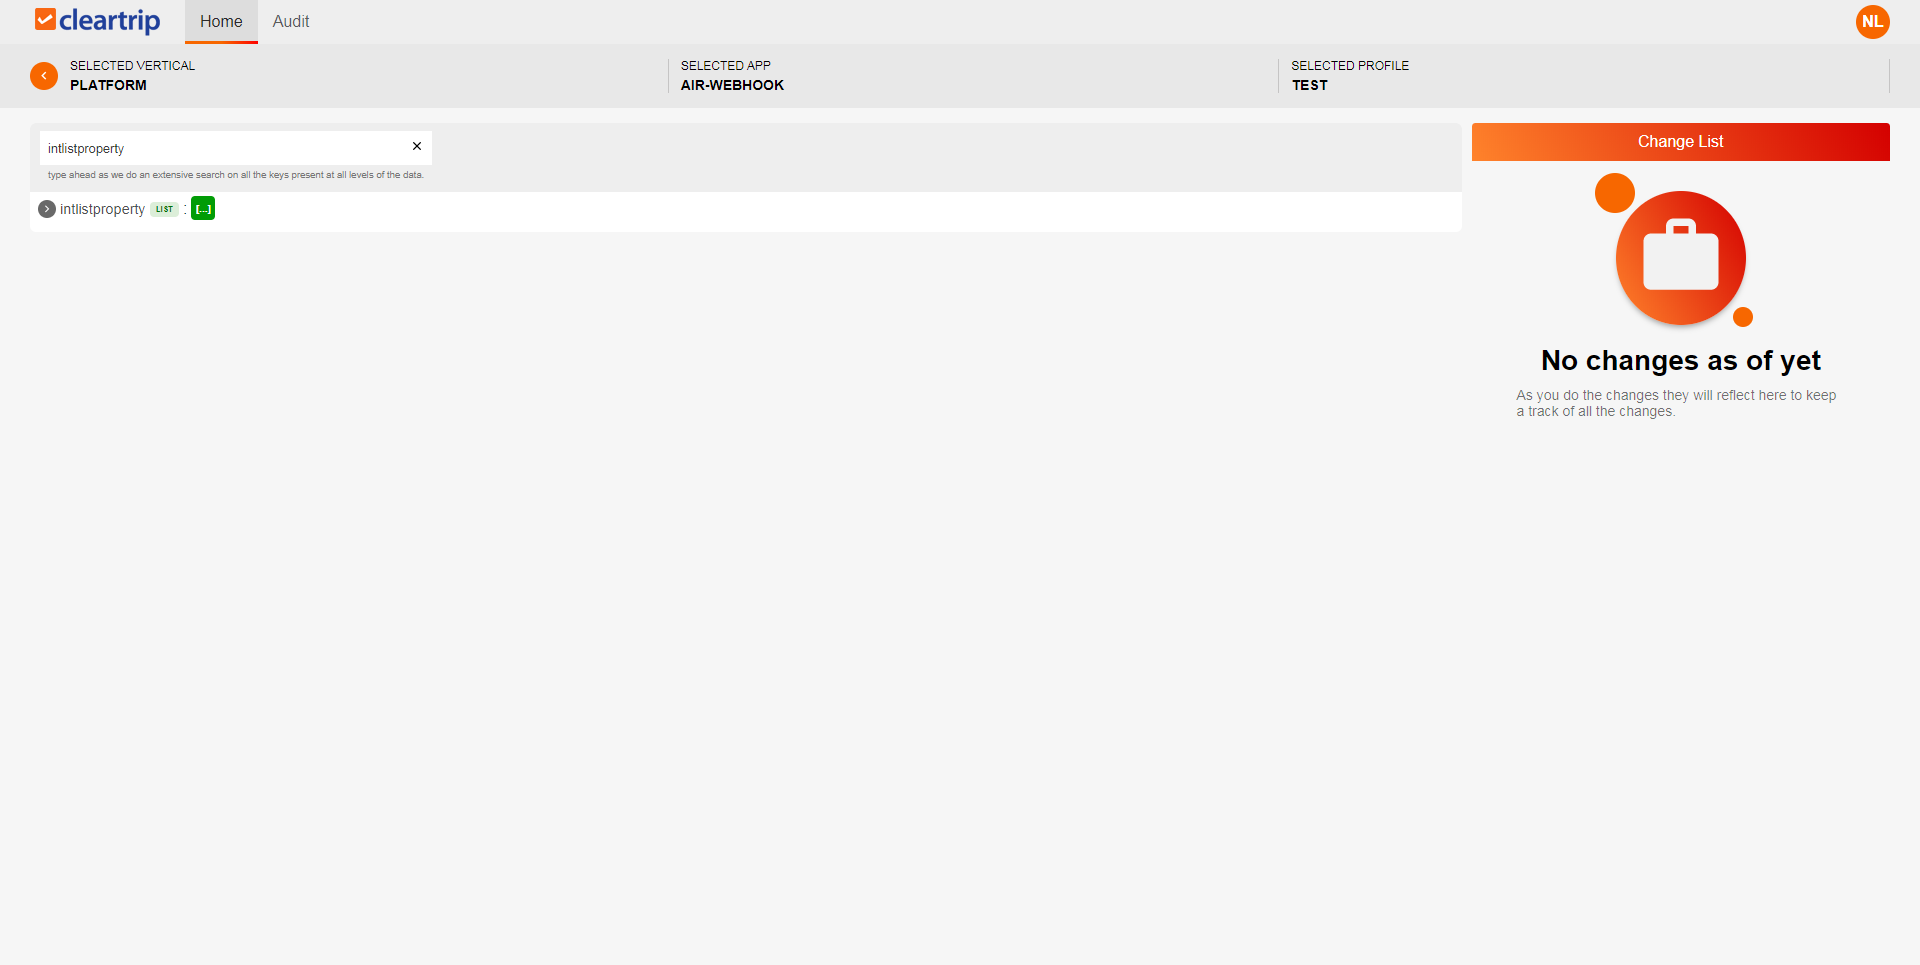 cleartrip
Home
Audit
NL
SELECTED VERTICAL
PLATFORM
SELECTED APP
AIR-WEBHOOK
SELECTED PROFILE
TEST
intlistproperty
type ahead as we do an extensive search on all the keys present at all levels of the data.
intlistproperty LIST : [...]
Change List
No changes as of yet
As you do the changes they will reflect here to keep
a track of all the changes.